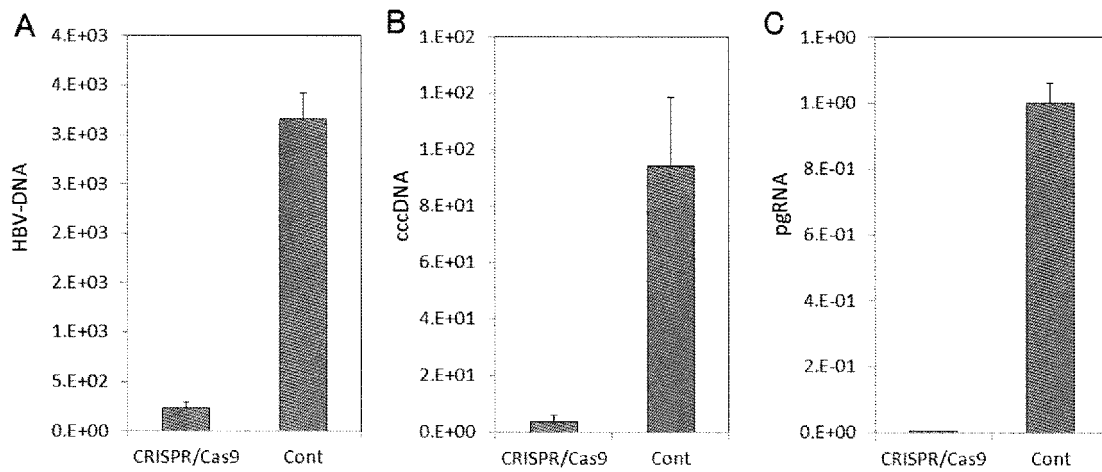 A
HBV-DNA
4.E+03
4.E+03
3.E+03
3.E+03
2.E+03
2.E+03
1.E+03
5.E+02
0.E+00
CRISPR/Cas9 Cont
B
cccDNA
1.E+02
1.E+02
1.E+02
8.E+01
6.E+01
4.E+01
2.E+01
0.E+00
CRISPR/Cas9 Cont
C
pgRNA
1.E+00
1.E+00
8.E-01
6.E-01
4.E-01
2.E-01
0.E+00
CRISPR/Cas9 Cont